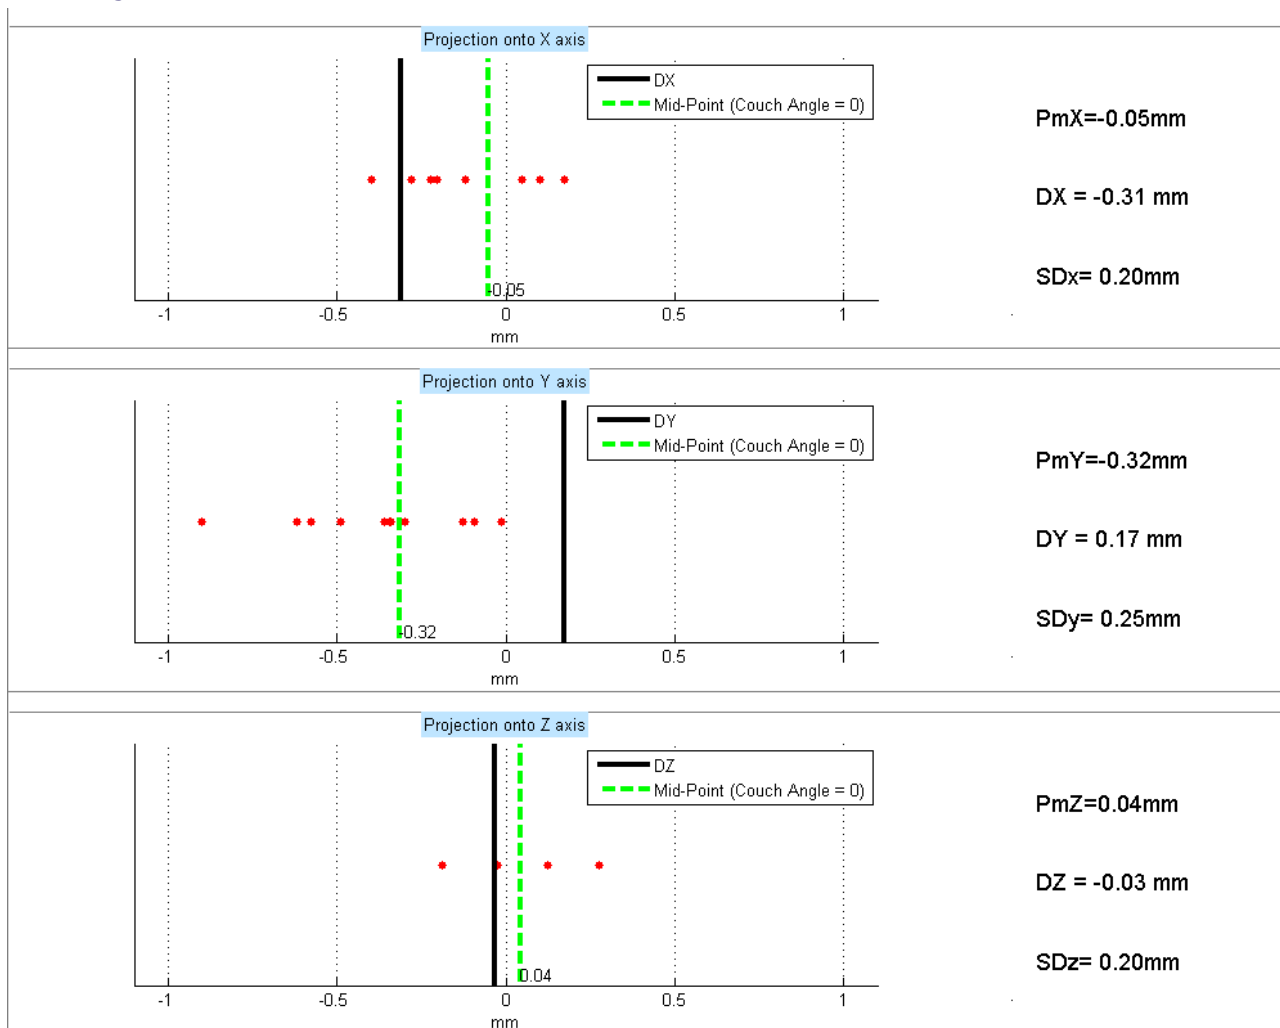 Projection onto X axis
DX
Mid-Point (Couch Angle = 0)
-0.05
-1 -0.5 0 0.5 1
mm
PmX=-0.05mm
DX = -0.31 mm
SDx= 0.20mm
Projection onto Y axis
DY
Mid-Point (Couch Angle = 0)
-0.32
-1 -0.5 0 0.5 1
mm
PmY=-0.32mm
DY = 0.17 mm
SDy= 0.25mm
Projection onto Z axis
DZ
Mid-Point (Couch Angle = 0)
0.04
-1 -0.5 0 0.5 1
mm
PmZ=0.04mm
DZ = -0.03 mm
SDz= 0.20mm